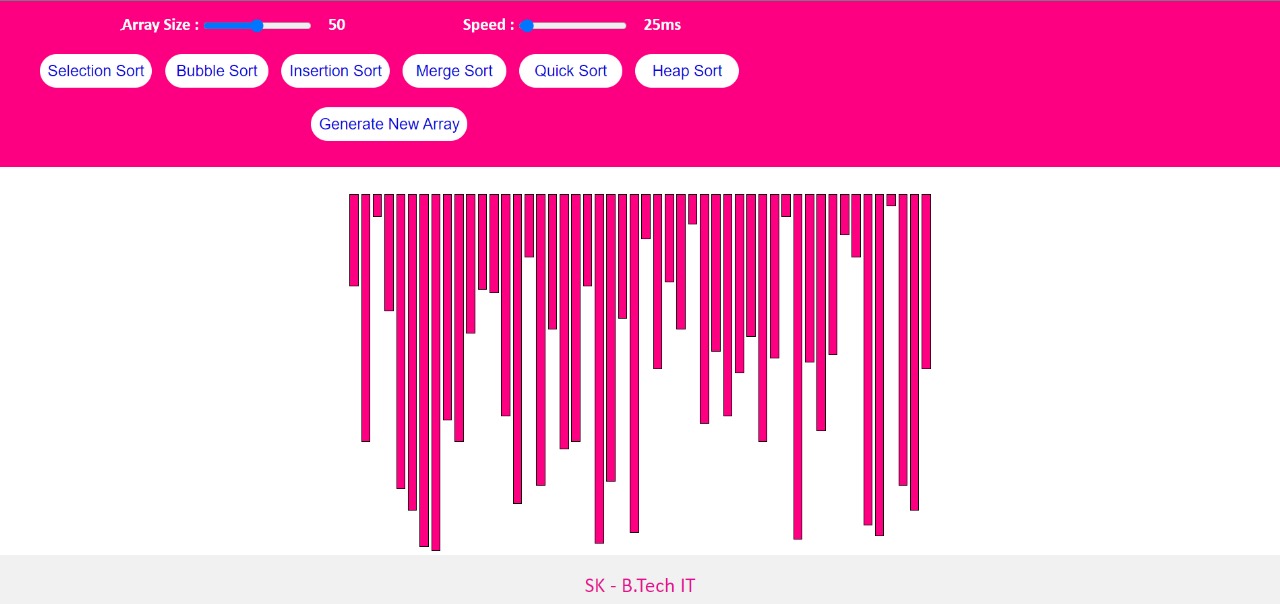 Array Size : 50 Speed : 25ms
Selection Sort Bubble Sort Insertion Sort Merge Sort Quick Sort Heap Sort
Generate New Array
SK - B.Tech IT